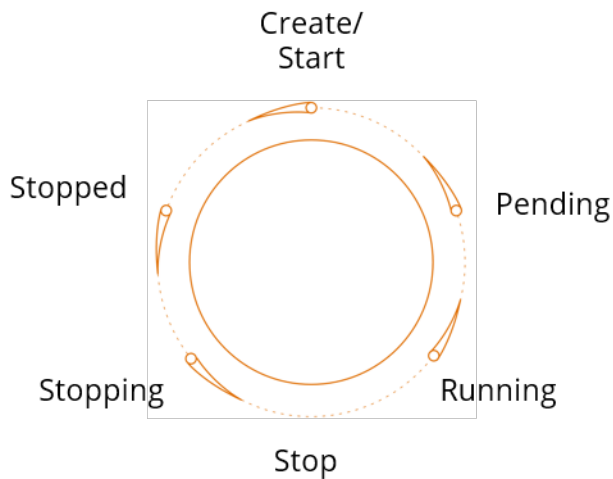 Create/
Start
Stopped
Pending
Stopping
Running
Stop